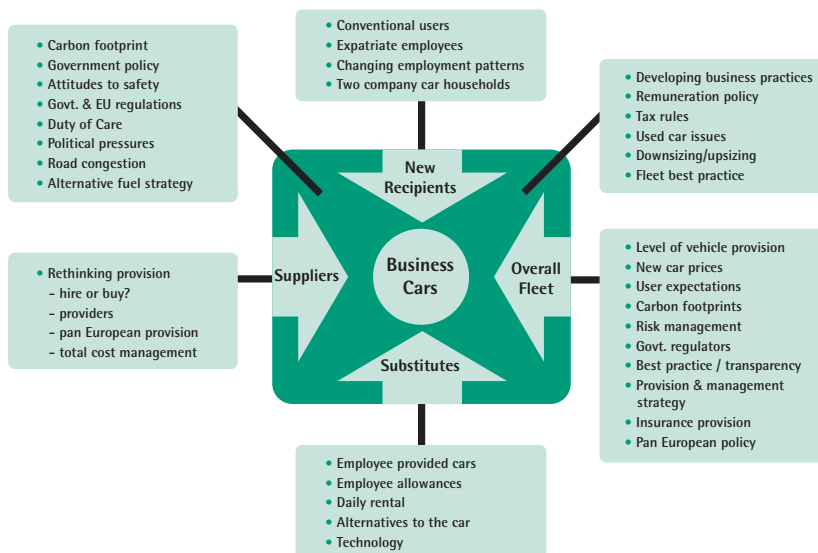 • Carbon footprint
• Government policy
• Attitudes to safety
• Govt. & EU regulations
• Duty of Care
• Political pressures
• Road congestion
• Alternative fuel strategy
• Conventional users
• Expatriate employees
• Changing employment patterns
• Two company car households
• Developing business practices
• Remuneration policy
• Tax rules
• Used car issues
• Downsizing/upsizing
• Fleet best practice
New
Recipients
Suppliers
Business
Cars
Overall
Fleet
Substitutes
• Rethinking provision
- hire or buy?
- providers
- pan European provision
- total cost management
• Level of vehicle provision
• New car prices
• User expectations
• Carbon footprints
• Risk management
• Govt. regulators
• Best practice / transparency
• Provision & management
strategy
• Insurance provision
• Pan European policy
• Employee provided cars
• Employee allowances
• Daily rental
• Alternatives to the car
• Technology